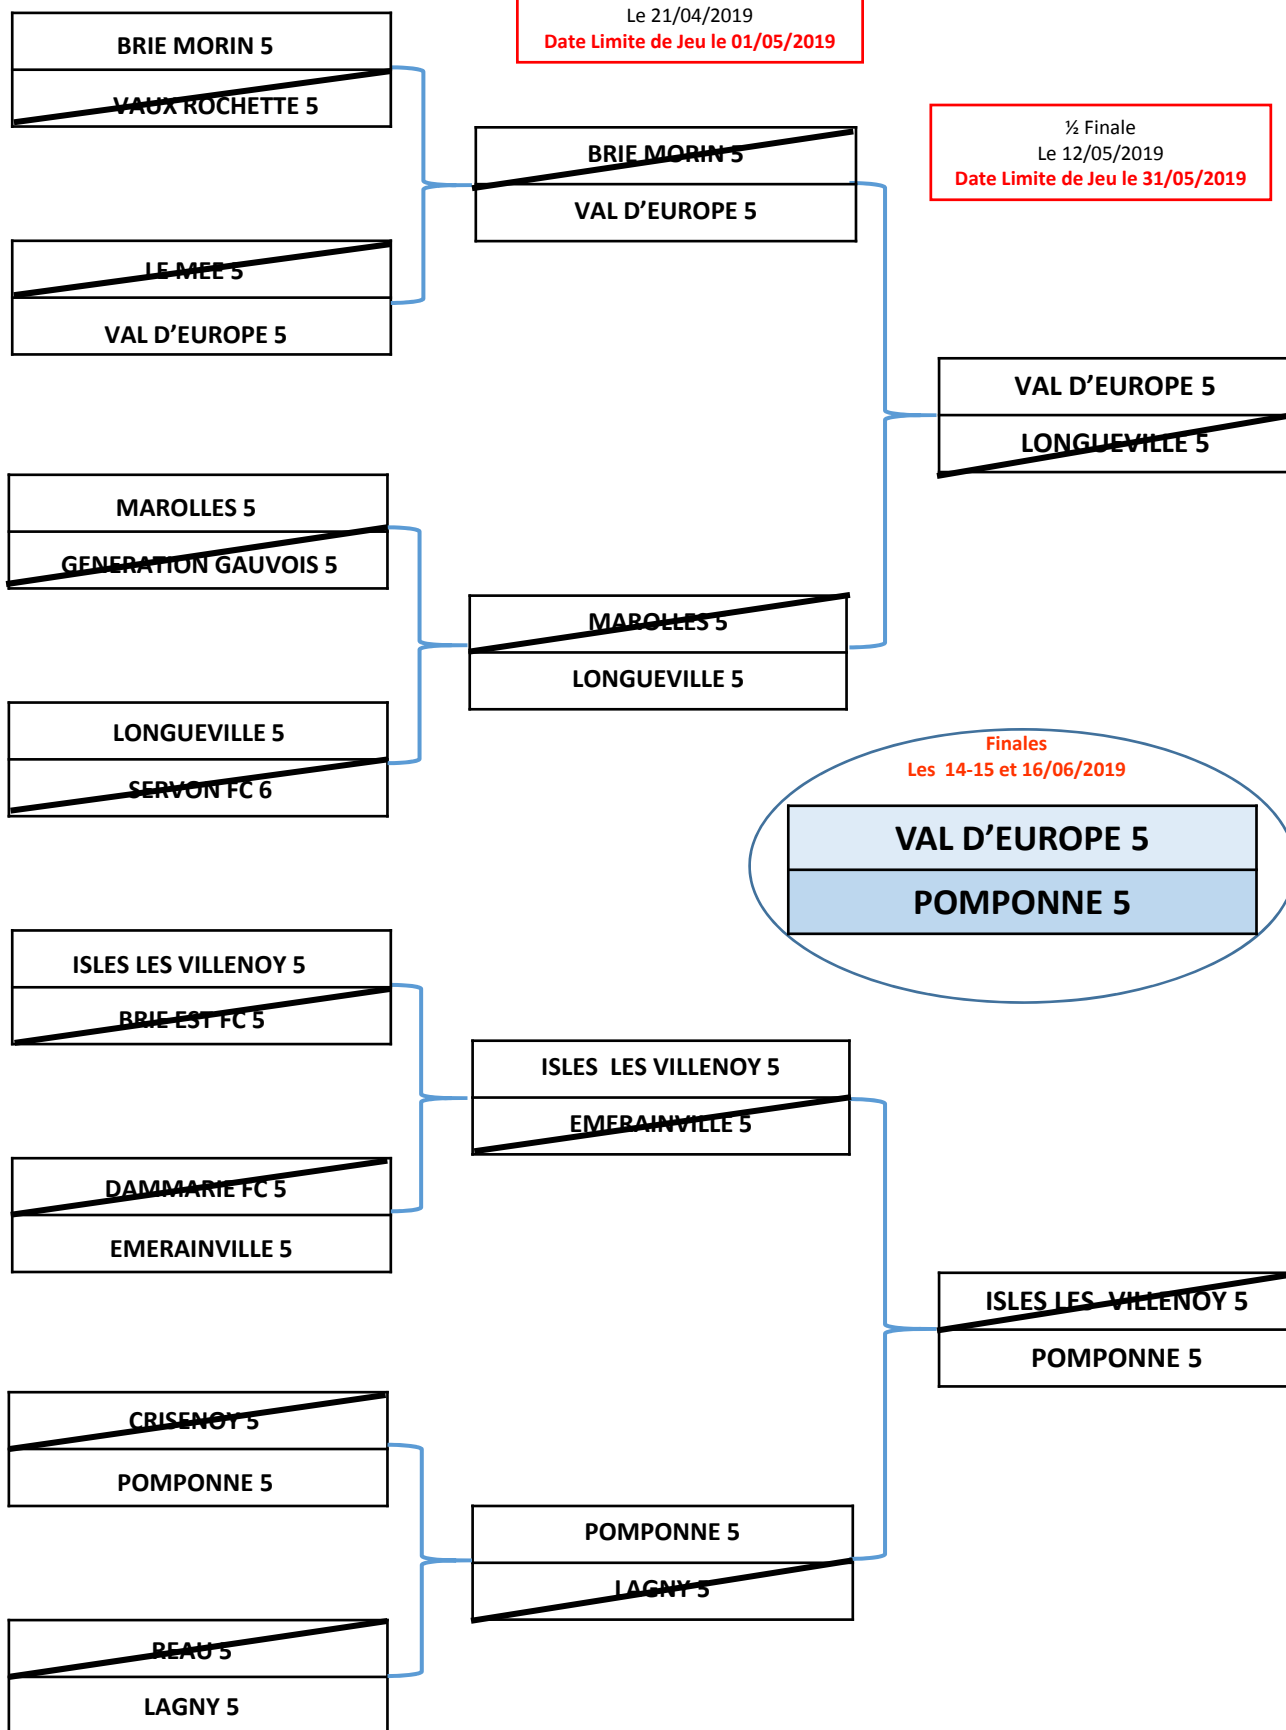 Le 21/04/2019
Date Limite de Jeu le 01/05/2019
½ Finale
Le 12/05/2019
Date Limite de Jeu le 31/05/2019
BRIE MORIN 5
VAUX ROCHETTE 5
LE MEE 5
VAL D’EUROPE 5
MAROLLES 5
GENERATION GAUVOIS 5
LONGUEVILLE 5
SERVON FC 6
ISLES LES VILLENOY 5
BRIE EST FC 5
DAMMARIE FC 5
EMERAINVILLE 5
CRISENOY 5
POMPONNE 5
REAU 5
LAGNY 5
BRIE MORIN 5
VAL D’EUROPE 5
MAROLLES 5
LONGUEVILLE 5
ISLES  LES VILLENOY 5
EMERAINVILLE 5
POMPONNE 5
LAGNY 5
VAL D’EUROPE 5
LONGUEVILLE 5
ISLES LES  VILLENOY 5
POMPONNE 5
Finales
Les  14-15 et 16/06/2019
VAL D’EUROPE 5
POMPONNE 5